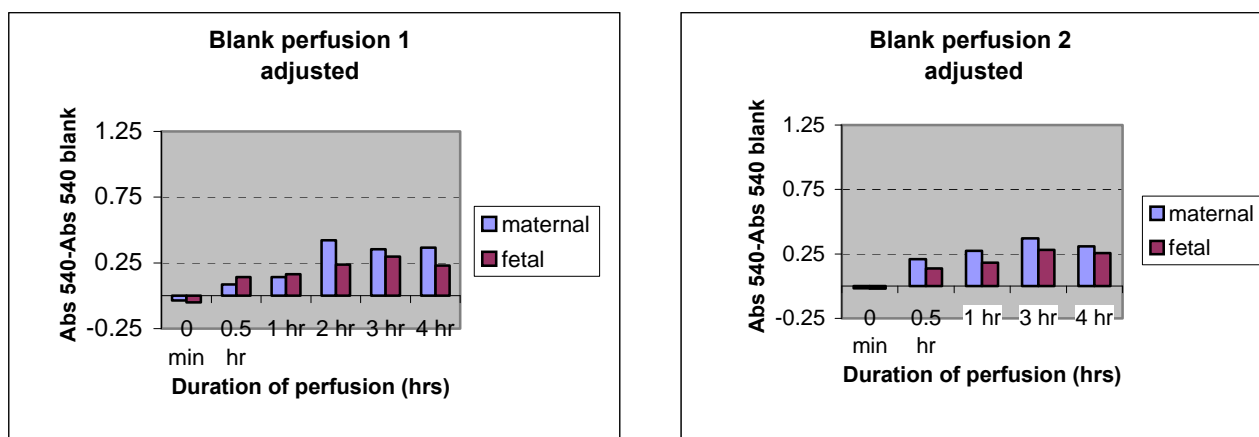 Blank perfusion 1
adjusted
Abs 540-Abs 540 blank
1.25
0.75
0.25
-0.25
0
min
0.5
hr
1 hr
2 hr
3 hr
4 hr
Duration of perfusion (hrs)
maternal
fetal
Blank perfusion 2
adjusted
Abs 540-Abs 540 blank
1.25
0.75
0.25
-0.25
0
min
0.5
hr
1 hr
3 hr
4 hr
Duration of perfusion (hrs)
maternal
fetal